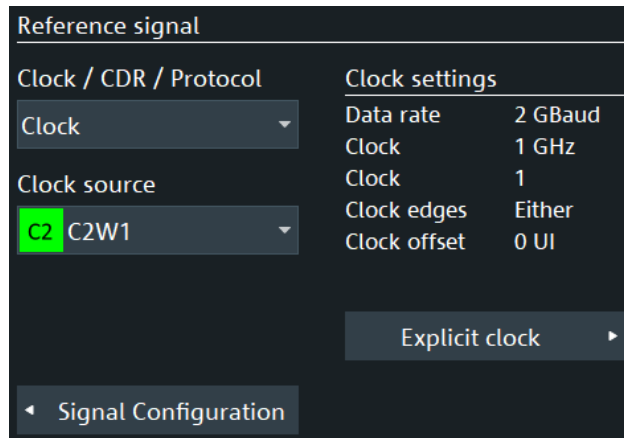 Reference signal
Clock / CDR / Protocol
Clock
Clock source
C2 C2W1
Clock settings
Data rate 2 GBaud
Clock 1 GHz
Clock 1
Clock edges Either
Clock offset 0 UI
Explicit clock
Signal Configuration